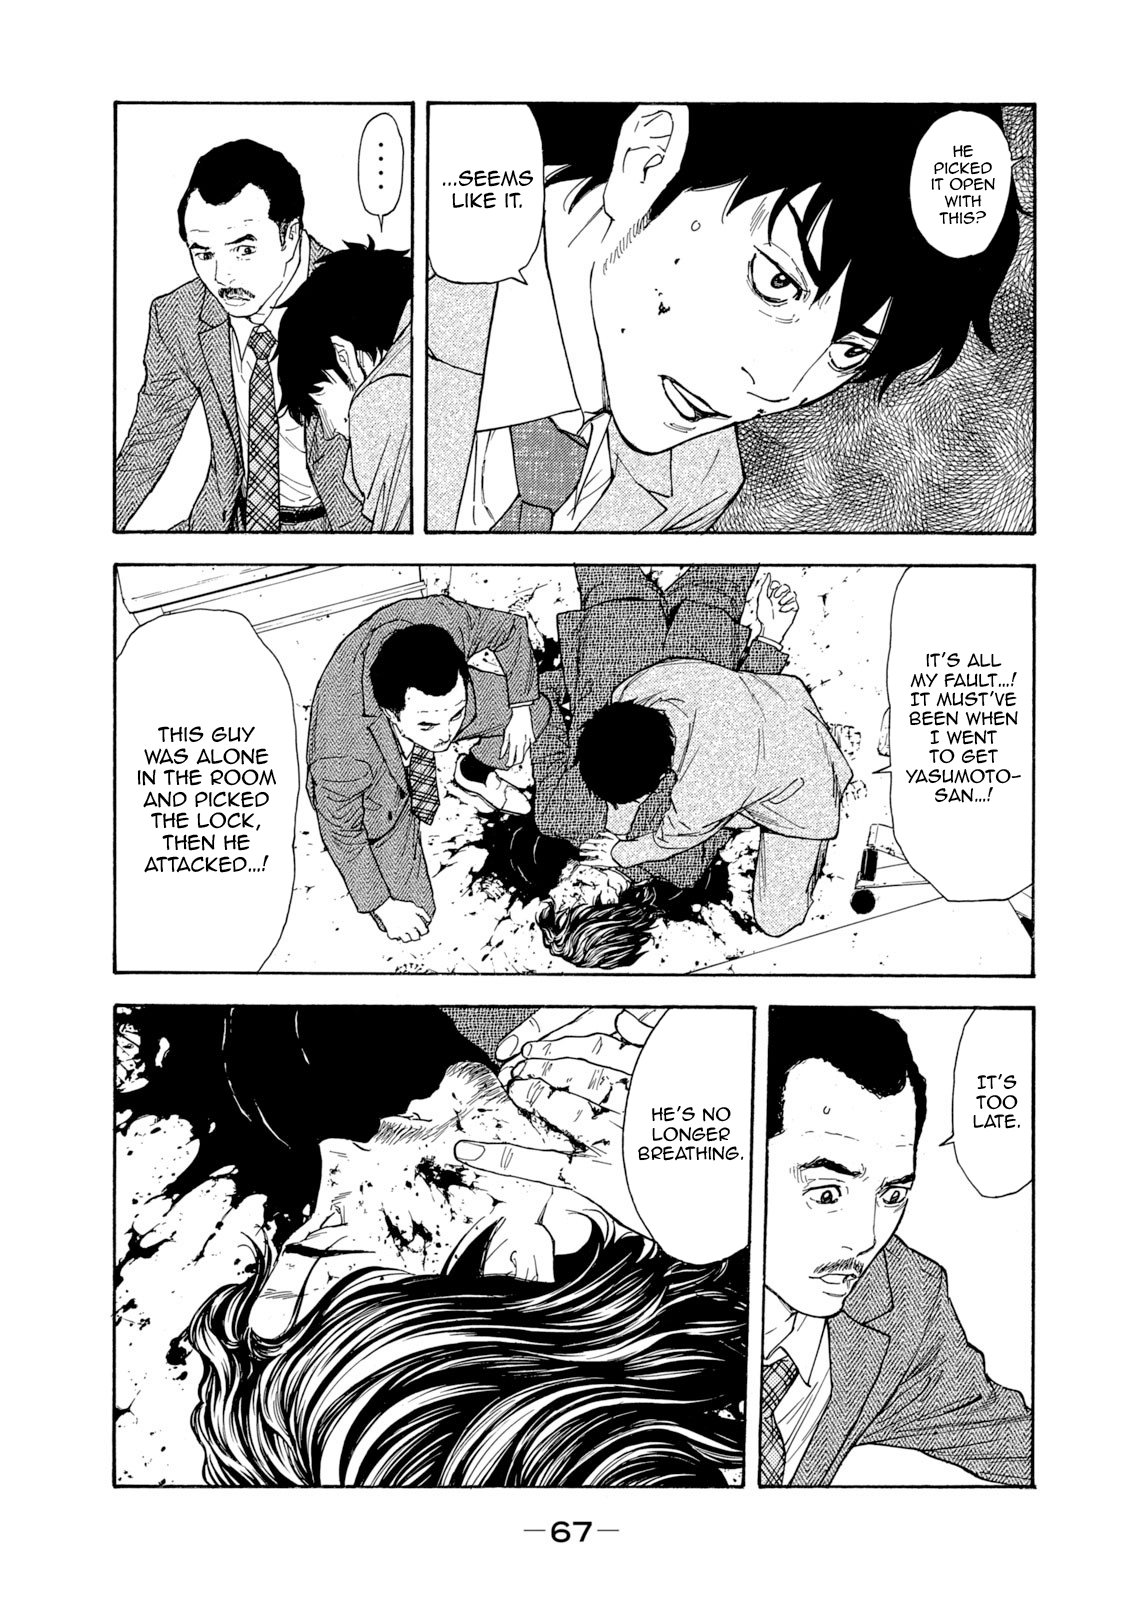 HE
PICKED
IT OPEN
WITH
THIS?
...SEEMS
LIKE IT.
....
IT'S ALL
MY FAULT...!
IT MUST'VE
BEEN WHEN
I WENT
TO GET
YASUMOTO-
SAN...!
THIS GUY
WAS ALONE
IN THE ROOM
AND PICKED
THE LOCK,
THEN HE
ATTACKED...!
IT'S
TOO
LATE.
HE'S NO
LONGER
BREATHING.
—67—